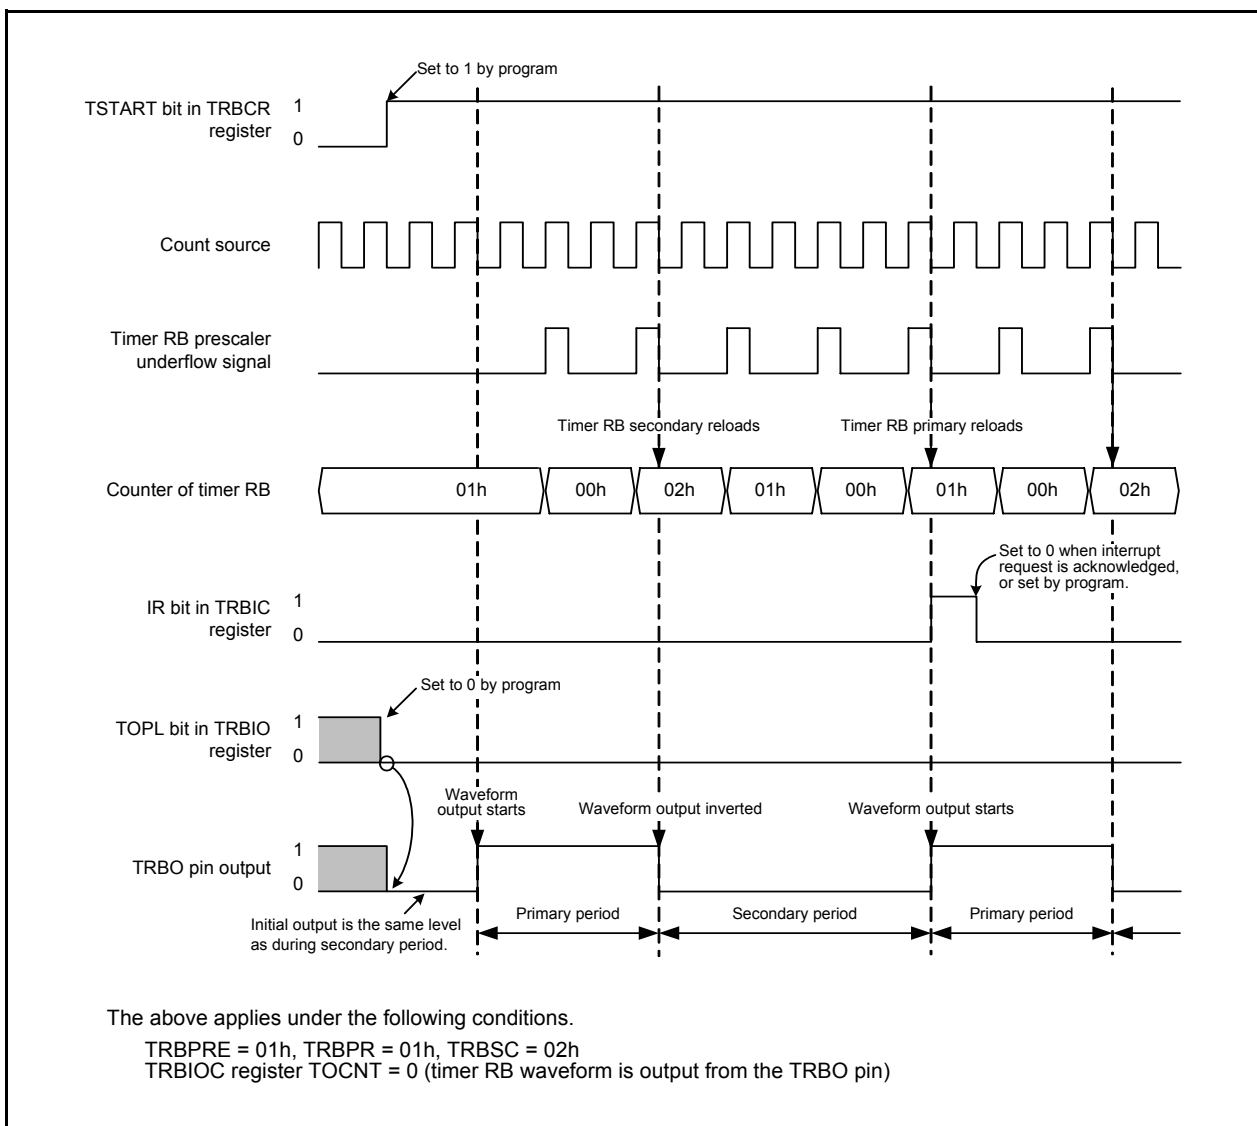 Set to 1 by program
TSTART bit in TRBCR
register
1
0
Count source
Timer RB prescaler
underflow signal
Timer RB secondary reloads
Timer RB primary reloads
Counter of timer RB
01h
00h
02h
01h
00h
01h
00h
02h
Set to 0 when interrupt
request is acknowledged,
or set by program.
IR bit in TRBIC
register
1
0
Set to 0 by program
TOPL bit in TRBIO
register
1
0
Waveform
output starts
Waveform output inverted
Waveform output starts
TRBO pin output
1
0
Initial output is the same level
as during secondary period.
Primary period
Secondary period
Primary period
The above applies under the following conditions.
TRBPRE = 01h, TRBPR = 01h, TRBSC = 02h
TRBIOC register TOCNT = 0 (timer RB waveform is output from the TRBO pin)